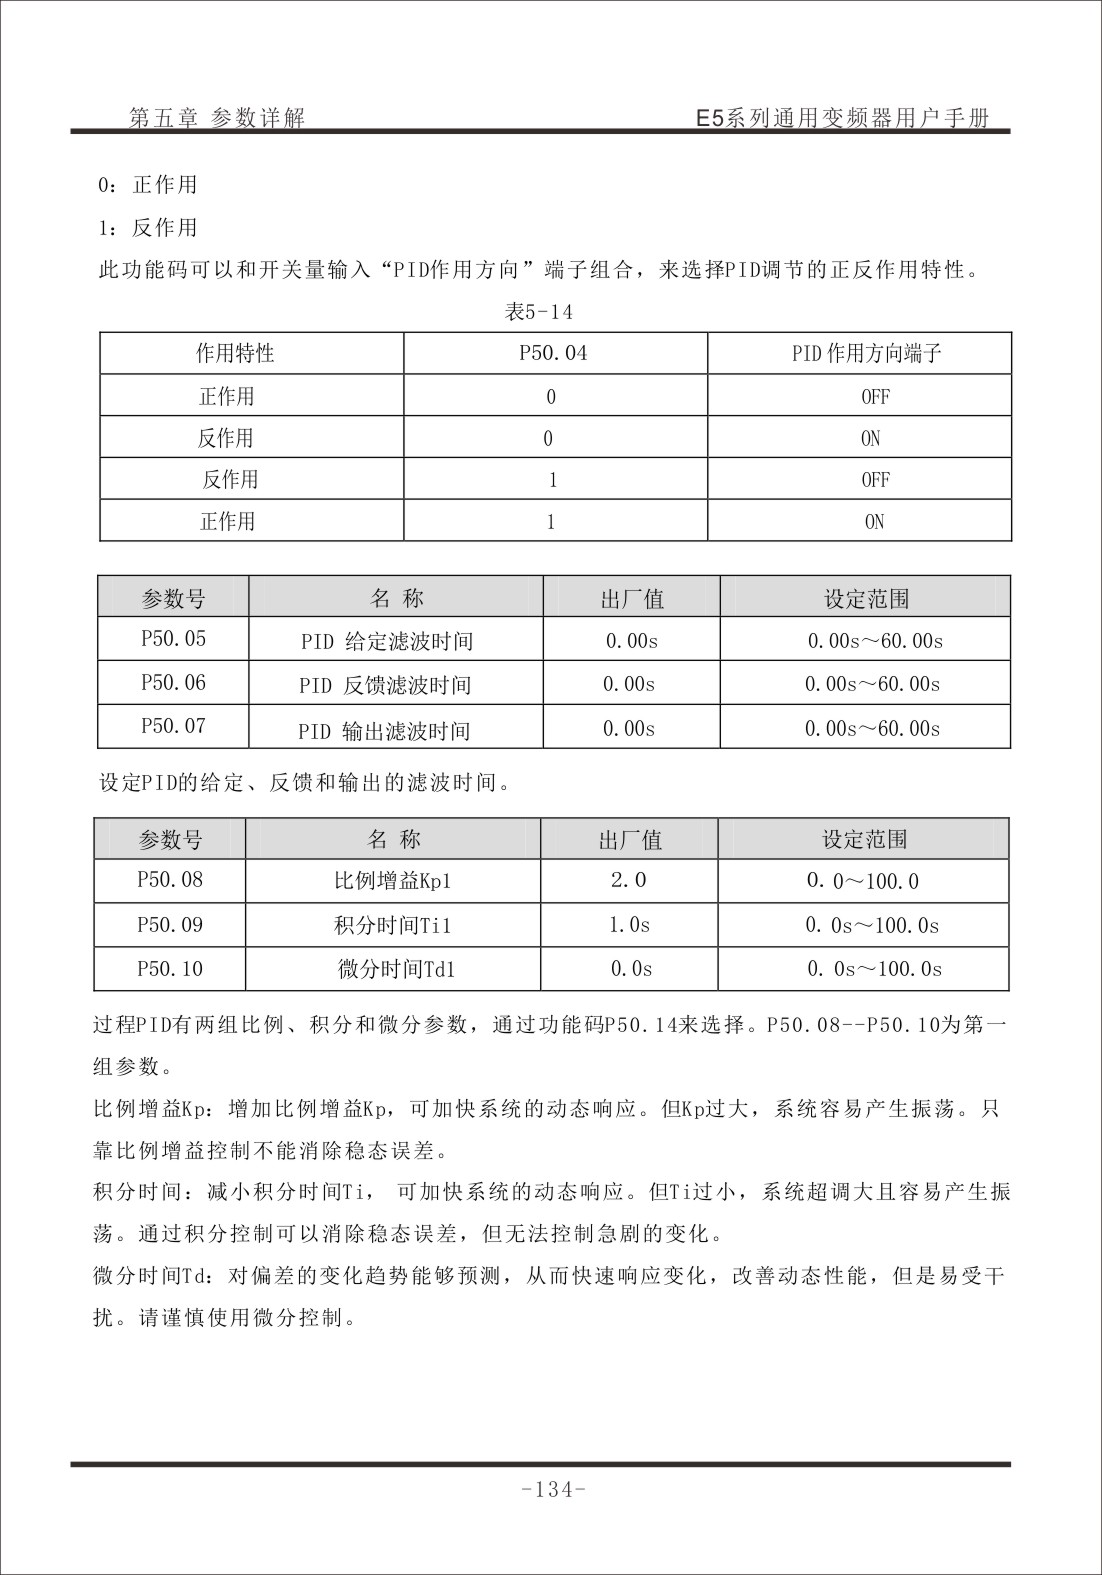 第五章 参数详解 E5系列通用变频器用户手册
0：正作用
1：反作用
此功能码可以和开关量输入“PID作用方向”端子组合，来选择PID调节的正反作用特性。
表5-14
作用特性 P50.04 PID 作用方向端子
正作用 0 OFF
反作用 0 ON
反作用 1 OFF
正作用 1 ON
参数号 名 称 出厂值 设定范围
P50.05 PID 给定滤波时间 0.00s 0.00s～60.00s
P50.06 PID 反馈滤波时间 0.00s 0.00s～60.00s
P50.07 PID 输出滤波时间 0.00s 0.00s～60.00s
设定PID的给定、反馈和输出的滤波时间。
参数号 名 称 出厂值 设定范围
P50.08 比例增益Kp1 2.0 0.0～100.0
P50.09 积分时间Ti1 1.0s 0.0s～100.0s
P50.10 微分时间Td1 0.0s 0.0s～100.0s
过程PID有两组比例、积分和微分参数，通过功能码P50.14来选择。P50.08--P50.10为第一
组参数。
比例增益Kp：增加比例增益Kp，可加快系统的动态响应。但Kp过大，系统容易产生振荡。只
靠比例增益控制不能消除稳态误差。
积分时间：减小积分时间Ti， 可加快系统的动态响应。但Ti过小，系统超调大且容易产生振
荡。通过积分控制可以消除稳态误差，但无法控制急剧的变化。
微分时间Td：对偏差的变化趋势能够预测，从而快速响应变化，改善动态性能，但是易受干
扰。请谨慎使用微分控制。
-134-